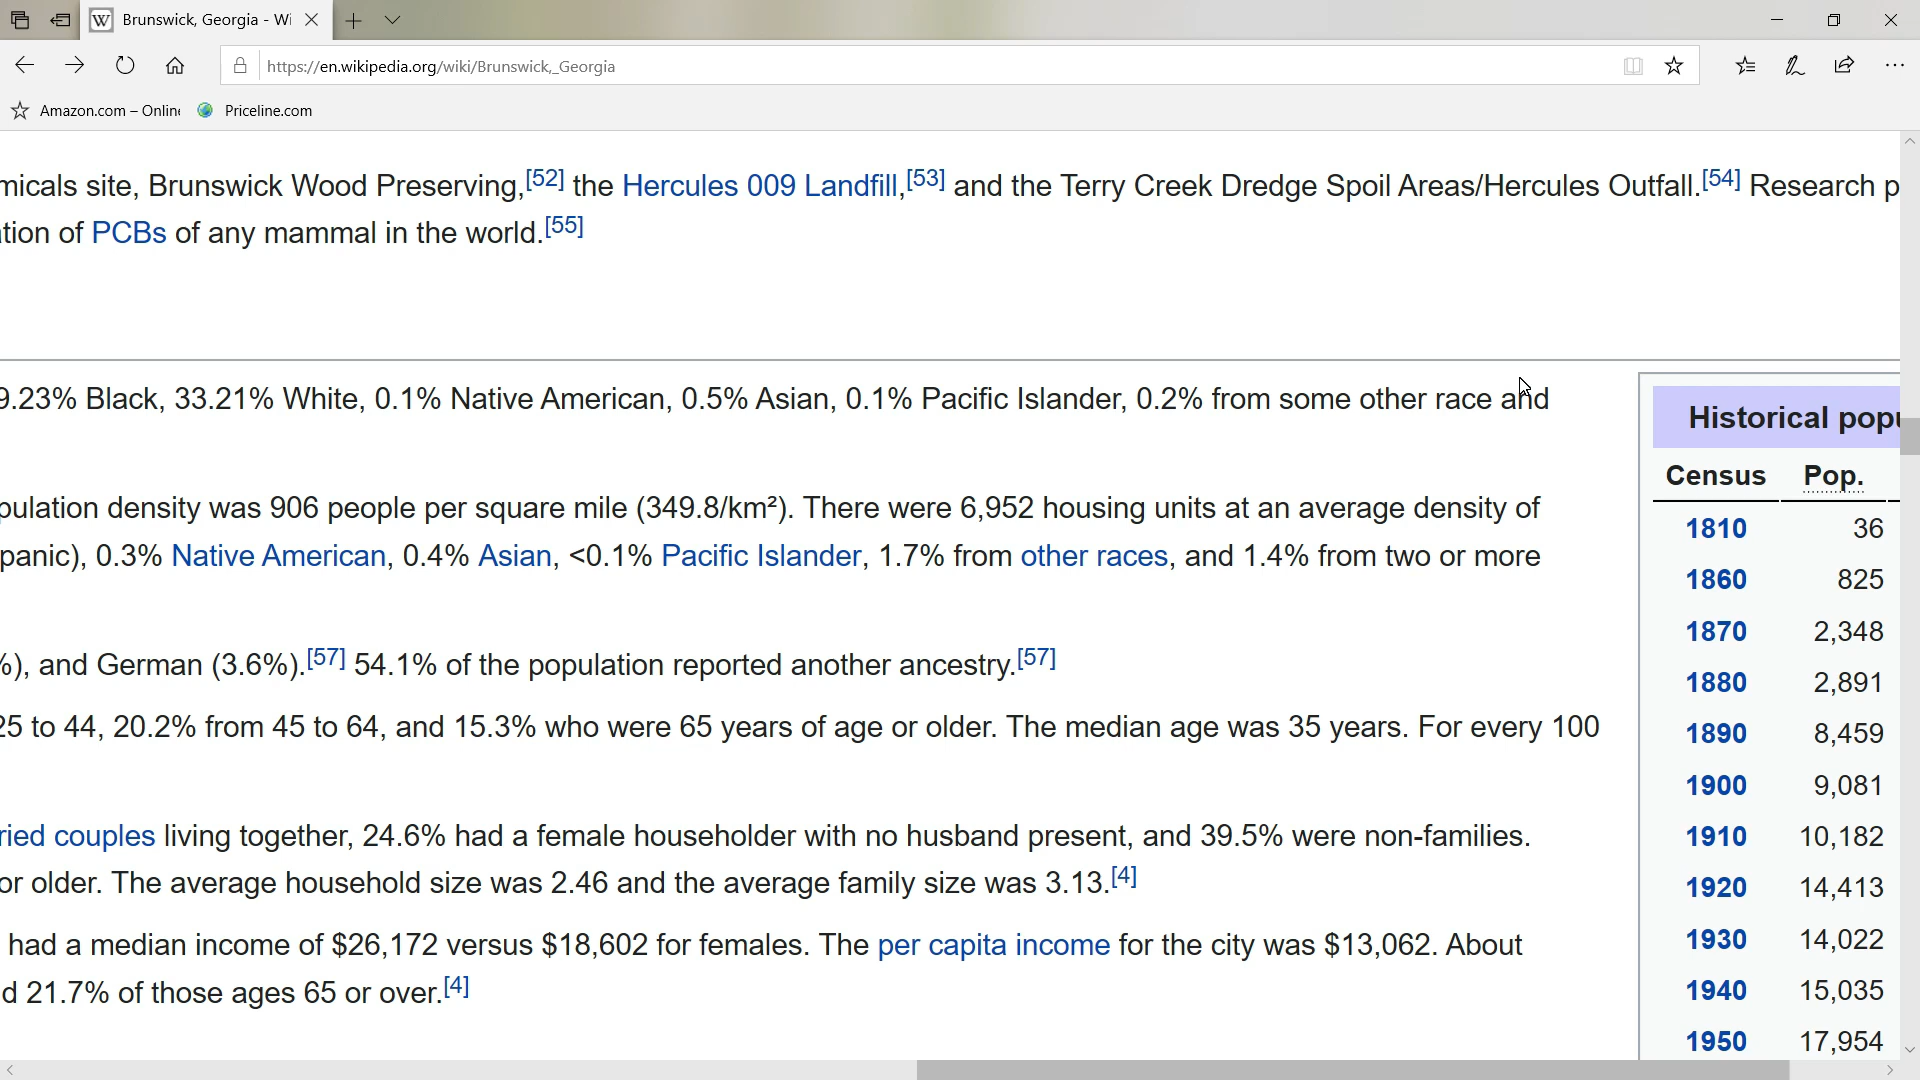 Brunswick, Georgia - Wi
https://en.wikipedia.org/wiki/Brunswick,_Georgia
Amazon.com – Online
Priceline.com
micals site, Brunswick Wood Preserving,[52] the Hercules 009 Landfill,[53] and the Terry Creek Dredge Spoil Areas/Hercules Outfall.[54] Research p
tion of PCBs of any mammal in the world.[55]
9.23% Black, 33.21% White, 0.1% Native American, 0.5% Asian, 0.1% Pacific Islander, 0.2% from some other race and
pulation density was 906 people per square mile (349.8/km²). There were 6,952 housing units at an average density of
panic), 0.3% Native American, 0.4% Asian, <0.1% Pacific Islander, 1.7% from other races, and 1.4% from two or more
%), and German (3.6%).[57] 54.1% of the population reported another ancestry.[57]
25 to 44, 20.2% from 45 to 64, and 15.3% who were 65 years of age or older. The median age was 35 years. For every 100
ried couples living together, 24.6% had a female householder with no husband present, and 39.5% were non-families.
or older. The average household size was 2.46 and the average family size was 3.13.[4]
had a median income of $26,172 versus $18,602 for females. The per capita income for the city was $13,062. About
d 21.7% of those ages 65 or over.[4]
Historical popu
Census Pop.
1810 36
1860 825
1870 2,348
1880 2,891
1890 8,459
1900 9,081
1910 10,182
1920 14,413
1930 14,022
1940 15,035
1950 17,954